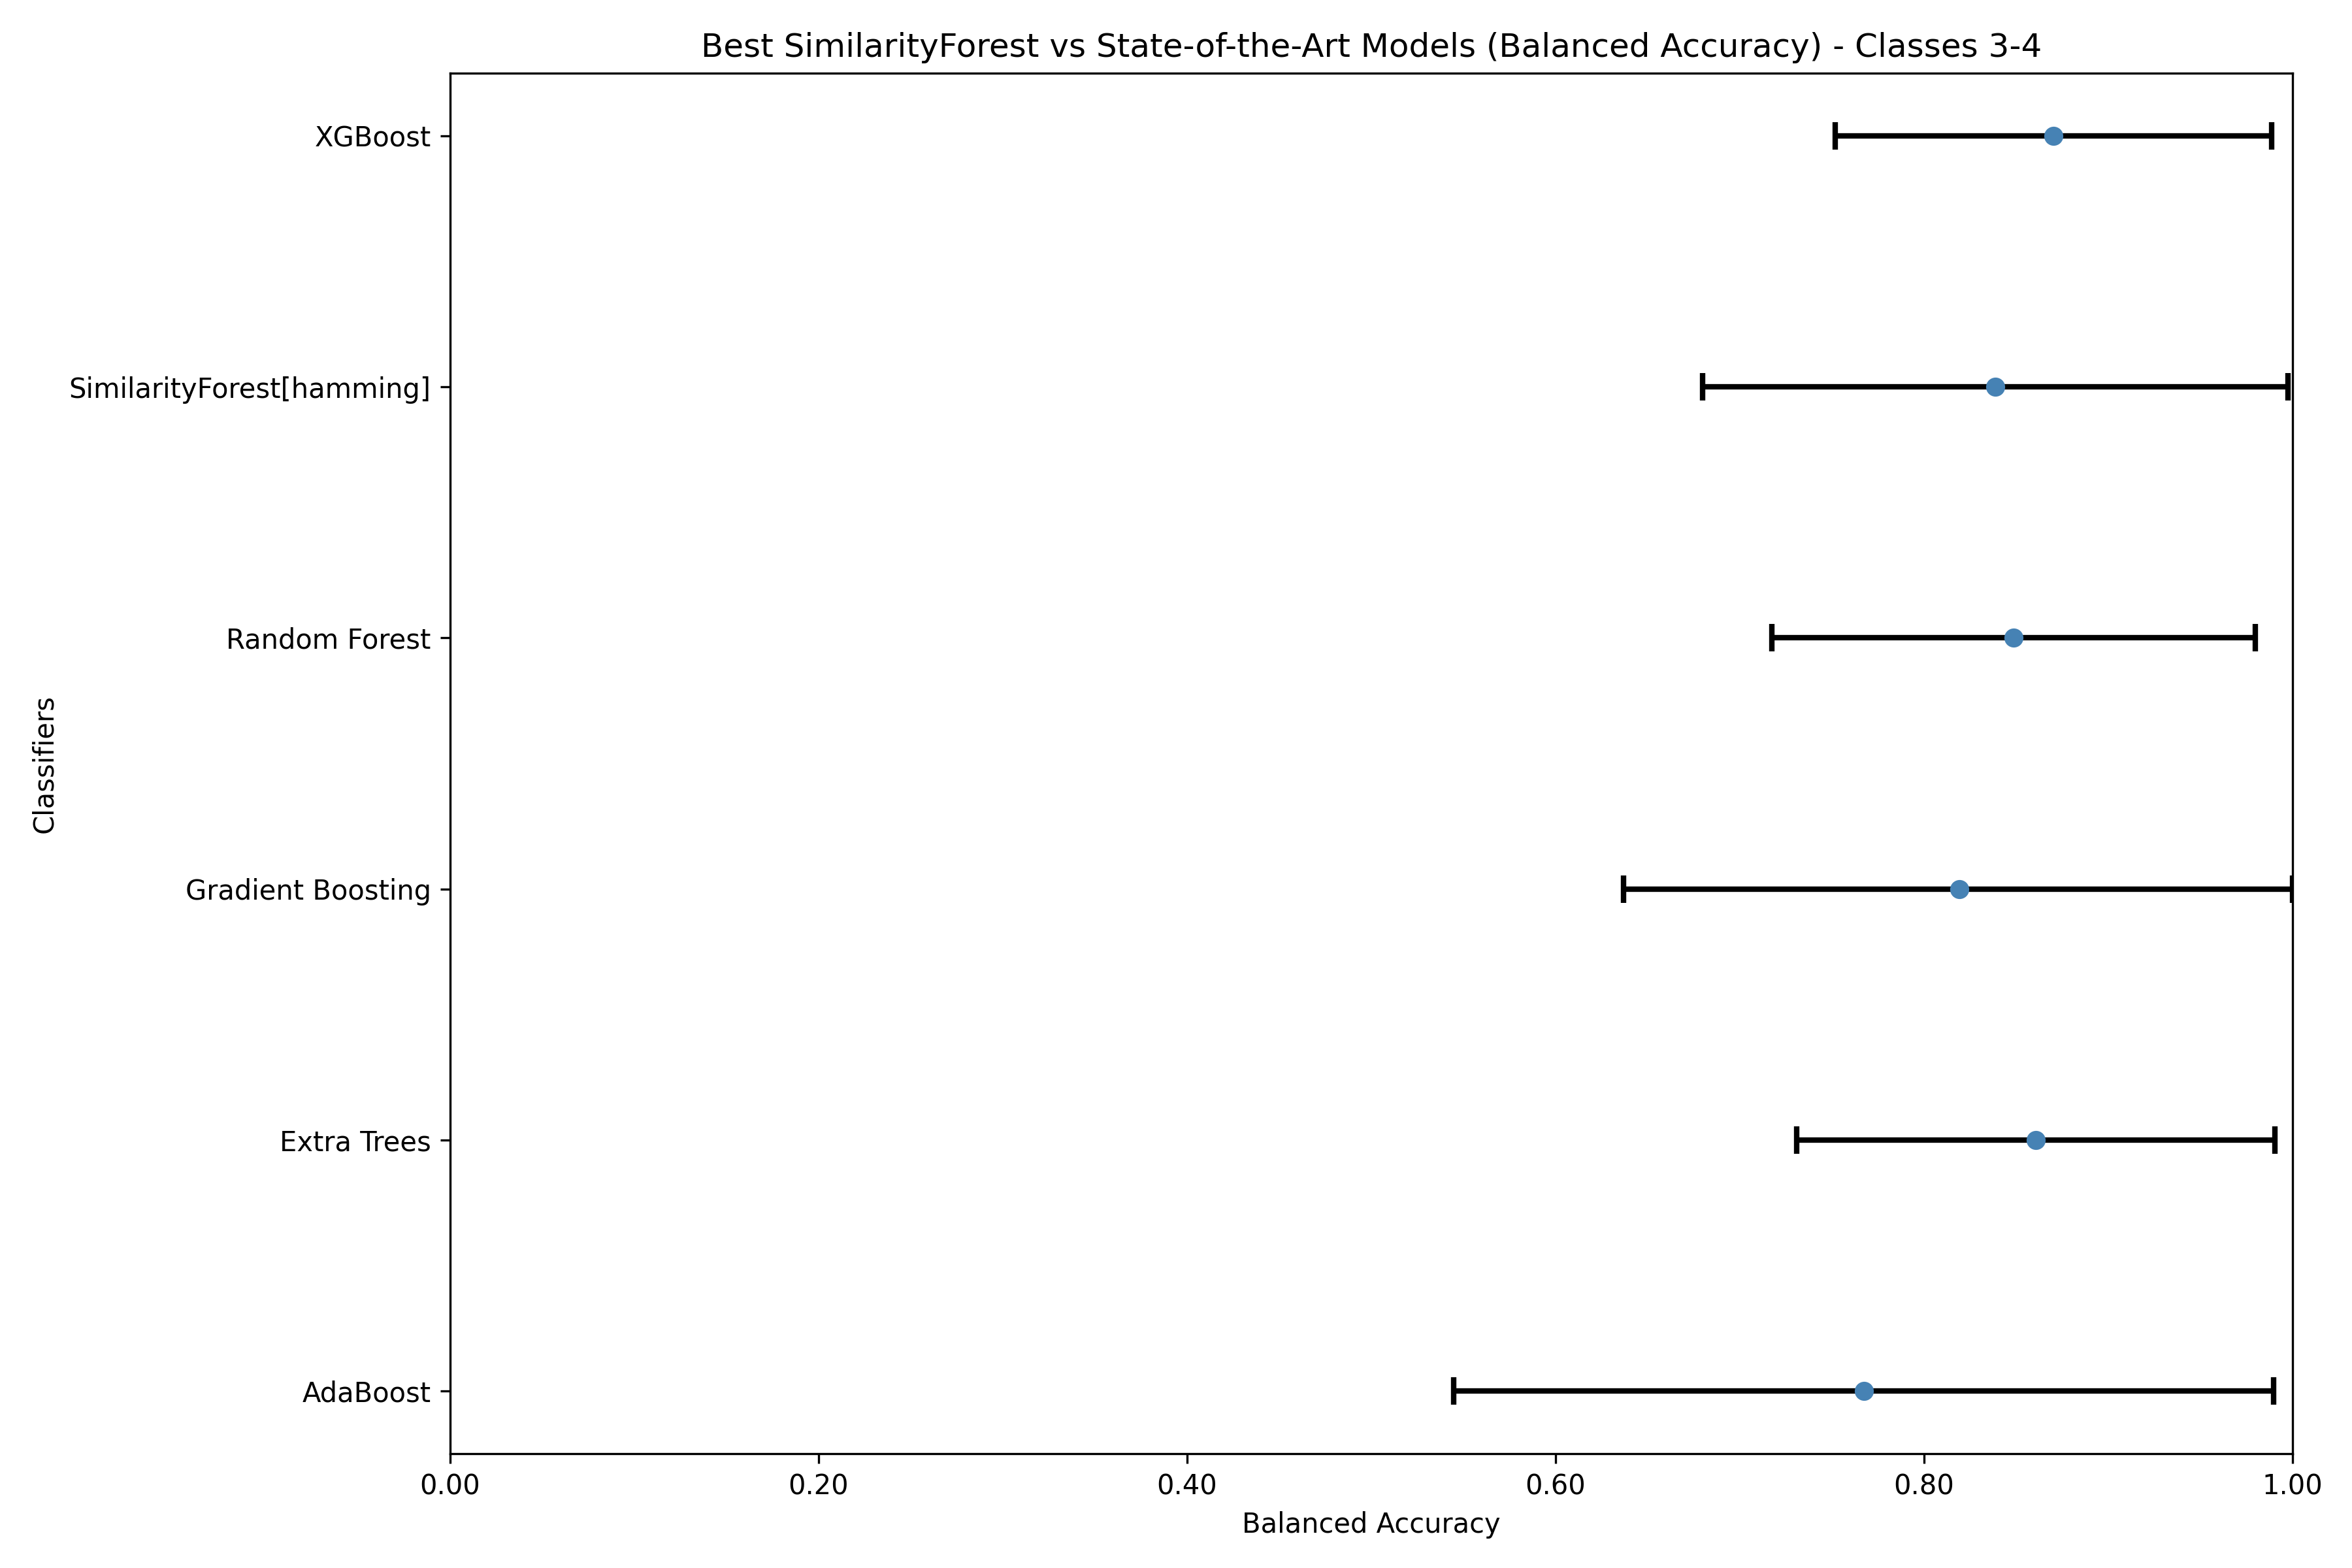 Best SimilarityForest vs State-of-the-Art Models (Balanced Accuracy) - Classes 3-4
XGBoost
SimilarityForest[hamming]
Random Forest
Gradient Boosting
Extra Trees
AdaBoost
Classifiers
0.00 0.20 0.40 0.60 0.80 1.00
Balanced Accuracy